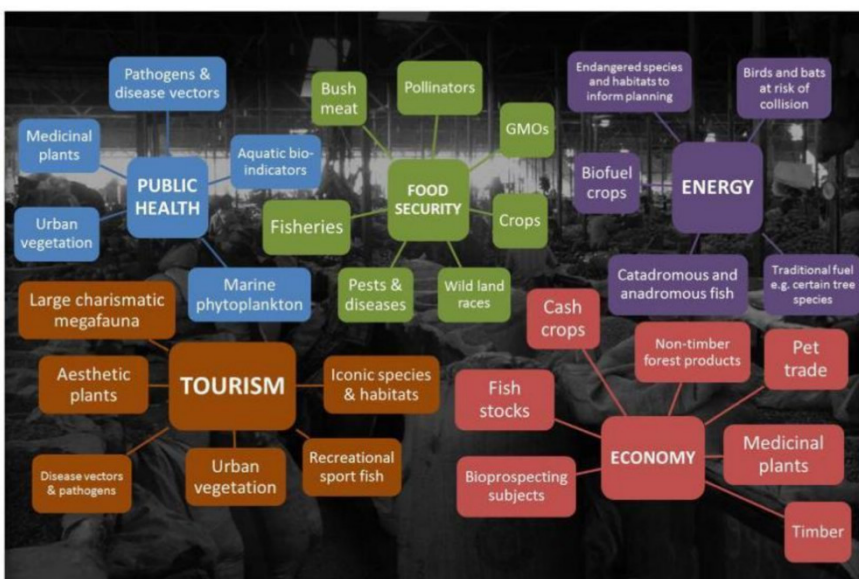 Pathogens &
disease vectors
Medicinal
plants
PUBLIC
HEALTH
Aquatic bio-
indicators
Urban
vegetation
Marine
phytoplankton
Bush
meat
Pollinators
GMOs
FOOD
SECURITY
Fisheries
Crops
Pests &
diseases
Wild land
races
Endangered species
and habitats to
inform planning
Birds and bats
at risk of
collision
Biofuel
crops
ENERGY
Catadromous and
anadromous fish
Traditional fuel
e.g. certain tree
species
Large charismatic
megafauna
Aesthetic
plants
TOURISM
Iconic species
& habitats
Disease vectors
& pathogens
Urban
vegetation
Recreational
sport fish
Cash
crops
Non-timber
forest products
Pet
trade
Fish
stocks
ECONOMY
Medicinal
plants
Bioprospecting
subjects
Timber